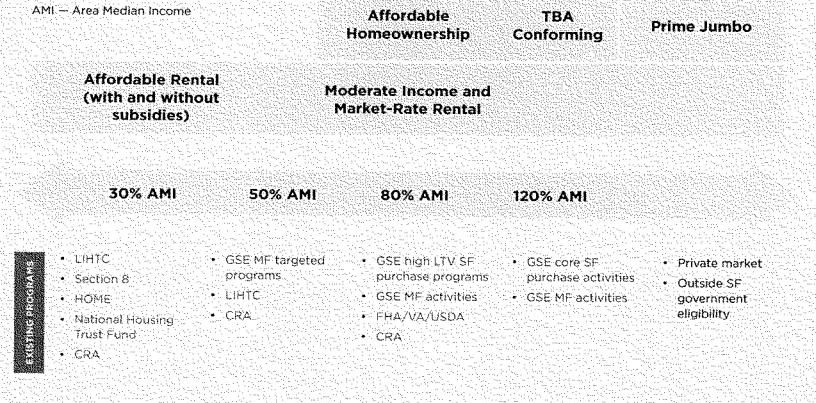 AMI — Area Median Income
Affordable
Homeownership
TBA
Conforming
Prime Jumbo
Affordable Rental
(with and without
subsidies)
Moderate Income and
Market-Rate Rental
30% AMI
50% AMI
80% AMI
120% AMI
EXISTING PROGRAMS
• LIHTC
• Section 8
• HOME
• National Housing
Trust Fund
• CRA
• GSE MF targeted
programs
• LIHTC
• CRA
• GSE high LTV SF
purchase programs
• GSE MF activities
• FHA/VA/USDA
• CRA
• GSE core SF
purchase activities
• GSE MF activities
• Private market
• Outside SF
government
eligibility